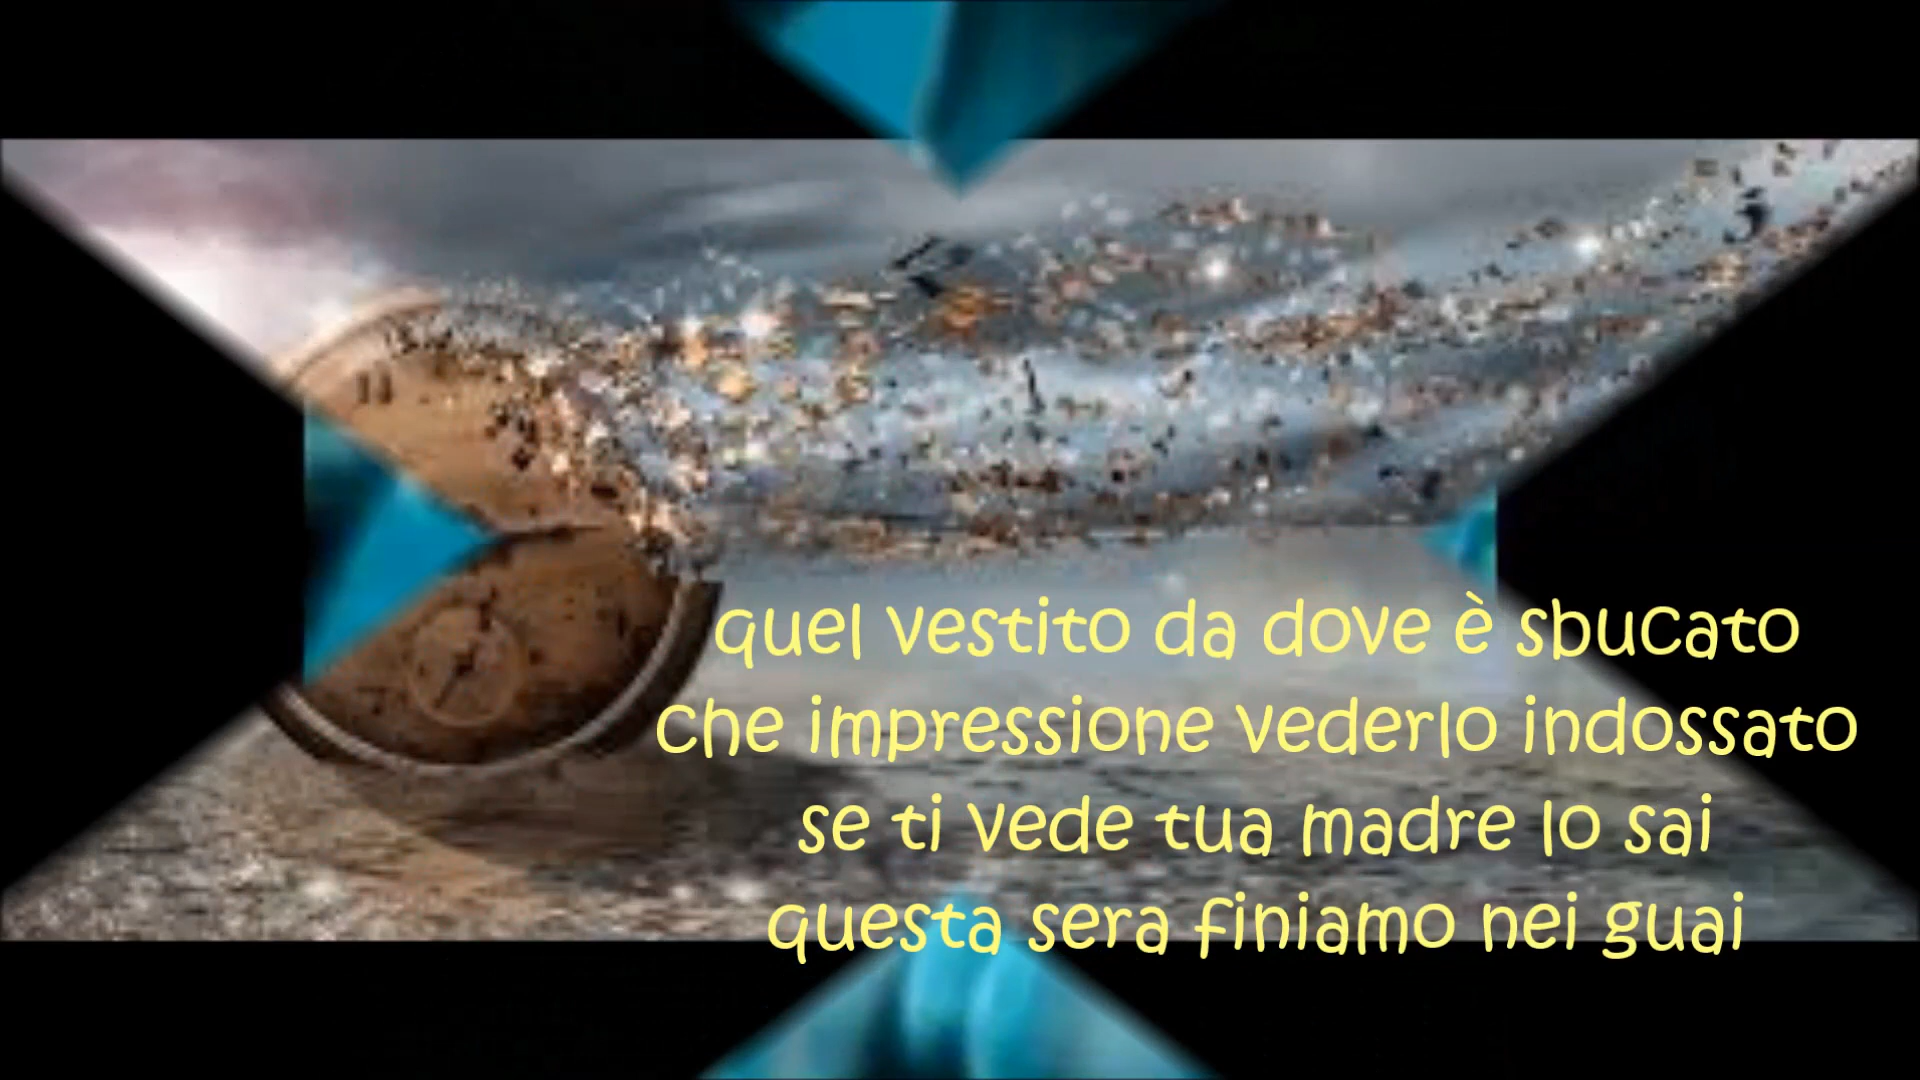 quel vestito da dove è sbucato
che impressione vederlo indossato
se ti vede tua madre lo sai
questa sera finiamo nei guai